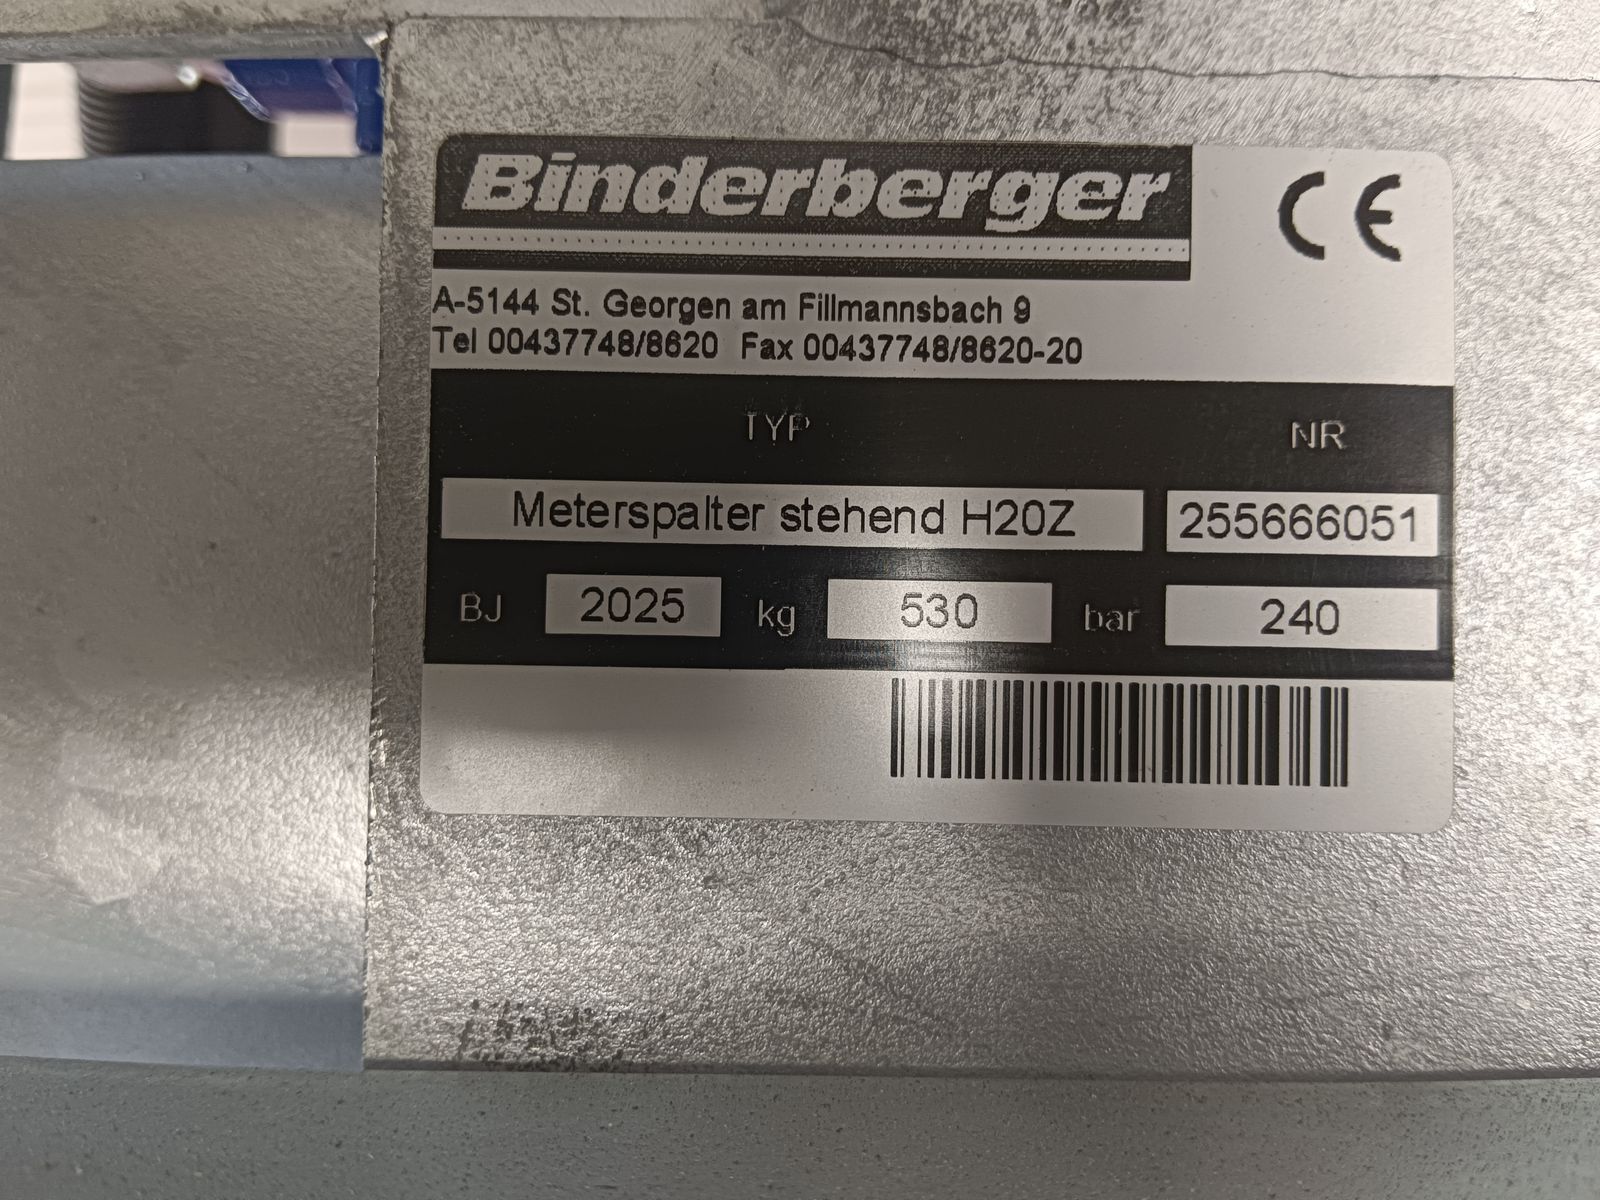 Binderberger
CE
A-5144 St. Georgen am Fillmannsbach 9
Tel 00437748/8620 Fax 00437748/8620-20
TYP NR
Meterspalter stehend H20Z 255666051
BJ 2025 kg 530 bar 240